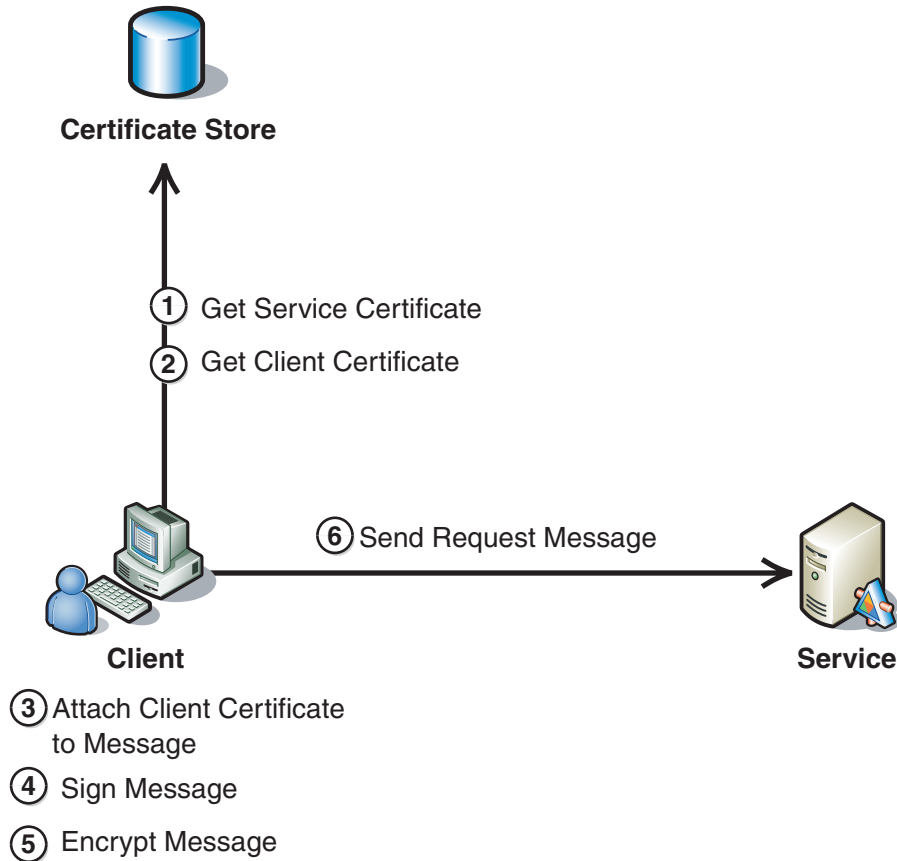 Certificate Store
1 Get Service Certificate
2 Get Client Certificate
6 Send Request Message
Client
Service
3 Attach Client Certificate
to Message
4 Sign Message
5 Encrypt Message